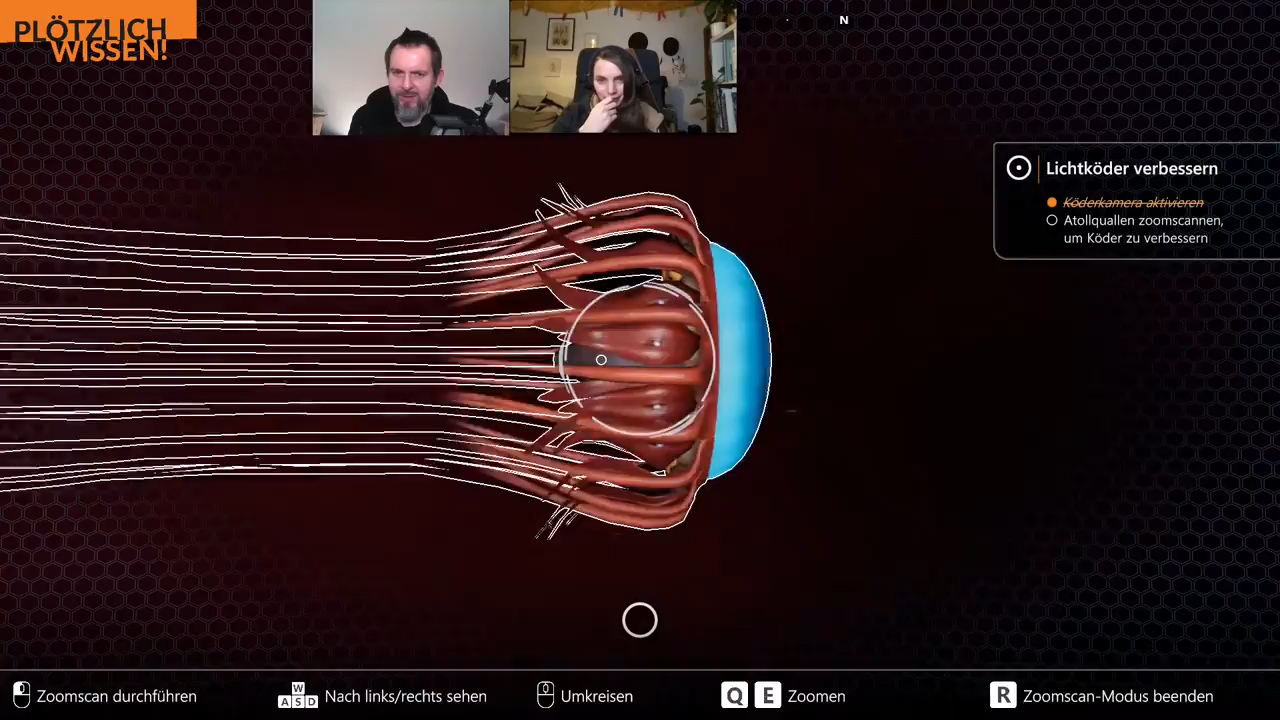 PLÖTZLICH
WISSEN!
N
Lichtköder verbessern
Köderkamera aktivieren
Atollquallen zoomscannen,
um Köder zu verbessern
Zoomscan durchführen
W
A S D
Nach links/rechts sehen
Umkreisen
Q E Zoomen
R Zoomscan-Modus beenden